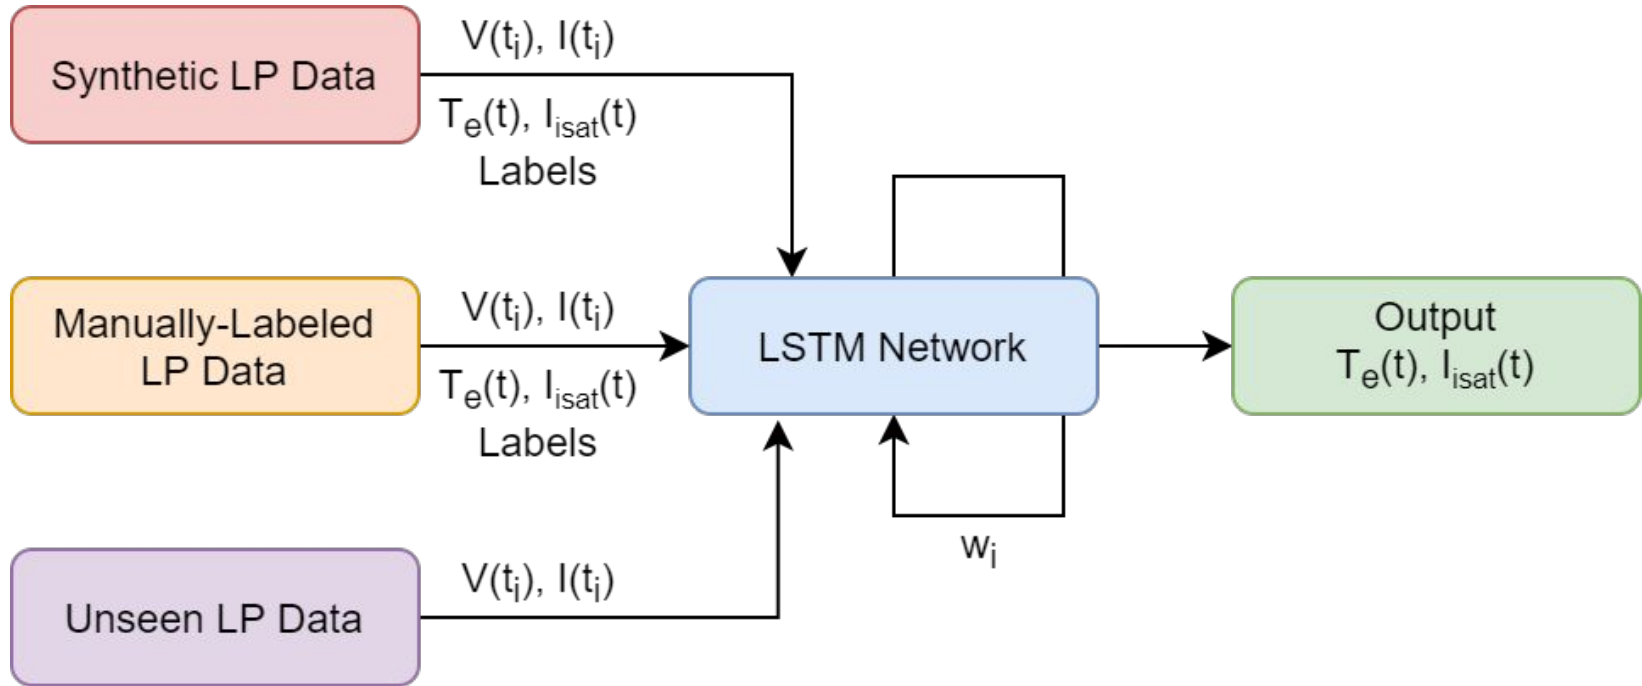 Synthetic LP Data
V(tᵢ), I(tᵢ)
Tₑ(t), Iᵢₛₐₜ(t)
Labels
Manually-Labeled
LP Data
V(tᵢ), I(tᵢ)
Tₑ(t), Iᵢₛₐₜ(t)
Labels
LSTM Network
Output
Tₑ(t), Iᵢₛₐₜ(t)
wᵢ
Unseen LP Data
V(tᵢ), I(tᵢ)